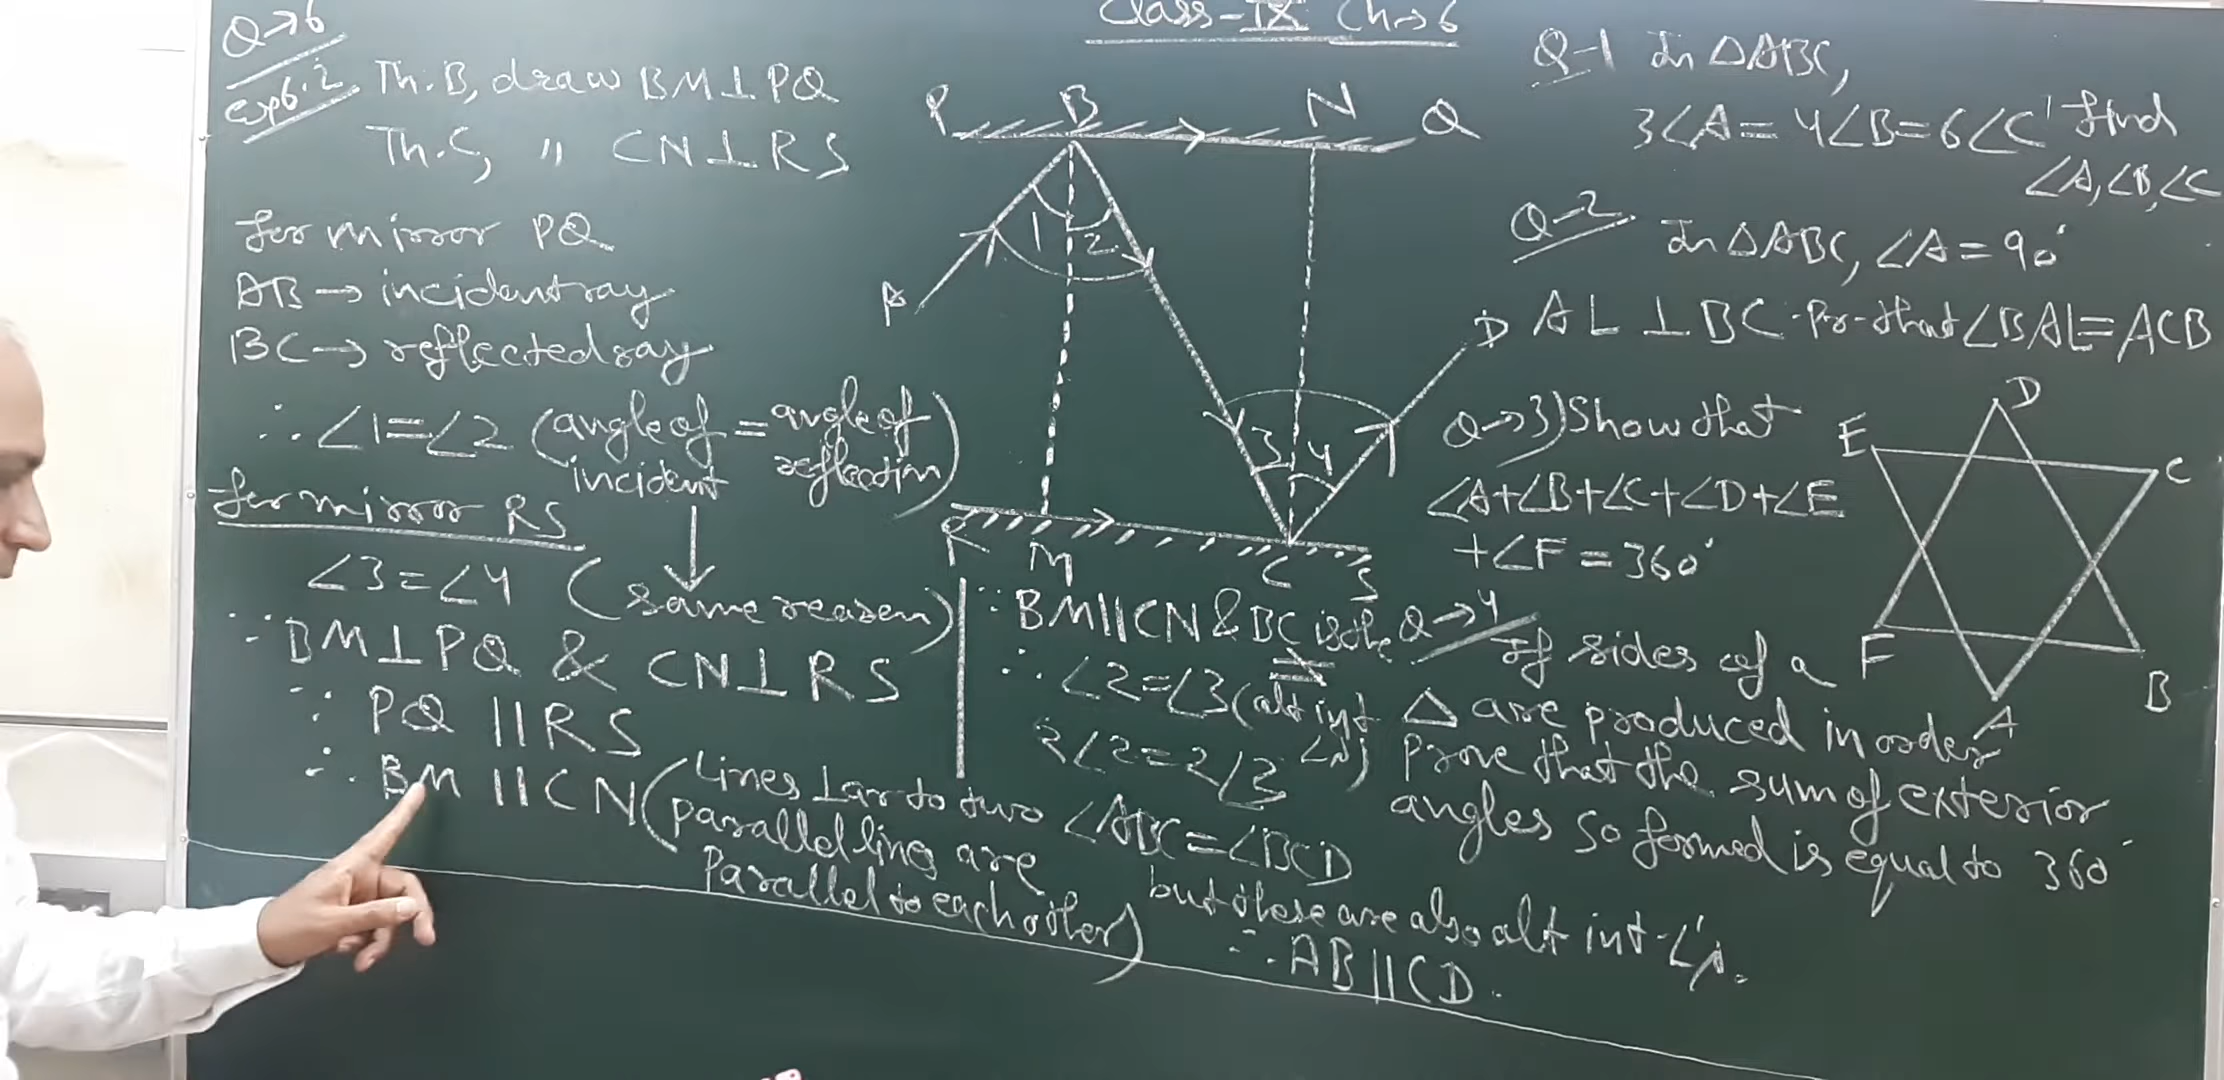 Class-IX Ch→6
Q→6
Exp6.2
Th.B, draw BM⊥PQ
Th.C, " CN⊥RS
for mirror PQ
AB→ incident ray
BC→ reflected ray
∴ ∠1=∠2 (angle of incident = angle of reflection)
for mirror RS
∠3=∠4 (same reason)
∵ BM⊥PQ & CN⊥RS
∵ PQ || RS
∴ BM || CN (Lines ⊥ar to two
parallel lines are
parallel to each other)
P B N Q
1 2
A
D
3 4
R M C S
∵ BM||CN & BC is the
∴ ∠2=∠3 (alt int ∠s)
2∠2=2∠3
∠ABC=∠BCD
but these are also alt int-∠s.
∴ AB||CD.
Q-1 In △ABC,
3∠A=4∠B=6∠C' find
∠A,∠B,∠C
Q-2 In △ABC, ∠A=90°
AL ⊥ BC. Pr-that ∠BAL=ACB
Q→3) Show that
∠A+∠B+∠C+∠D+∠E
+∠F=360°
D
E C
F B
A
Q→4 If sides of a
△ are produced in order
prove that the sum of exterior
angles so formed is equal to 360°